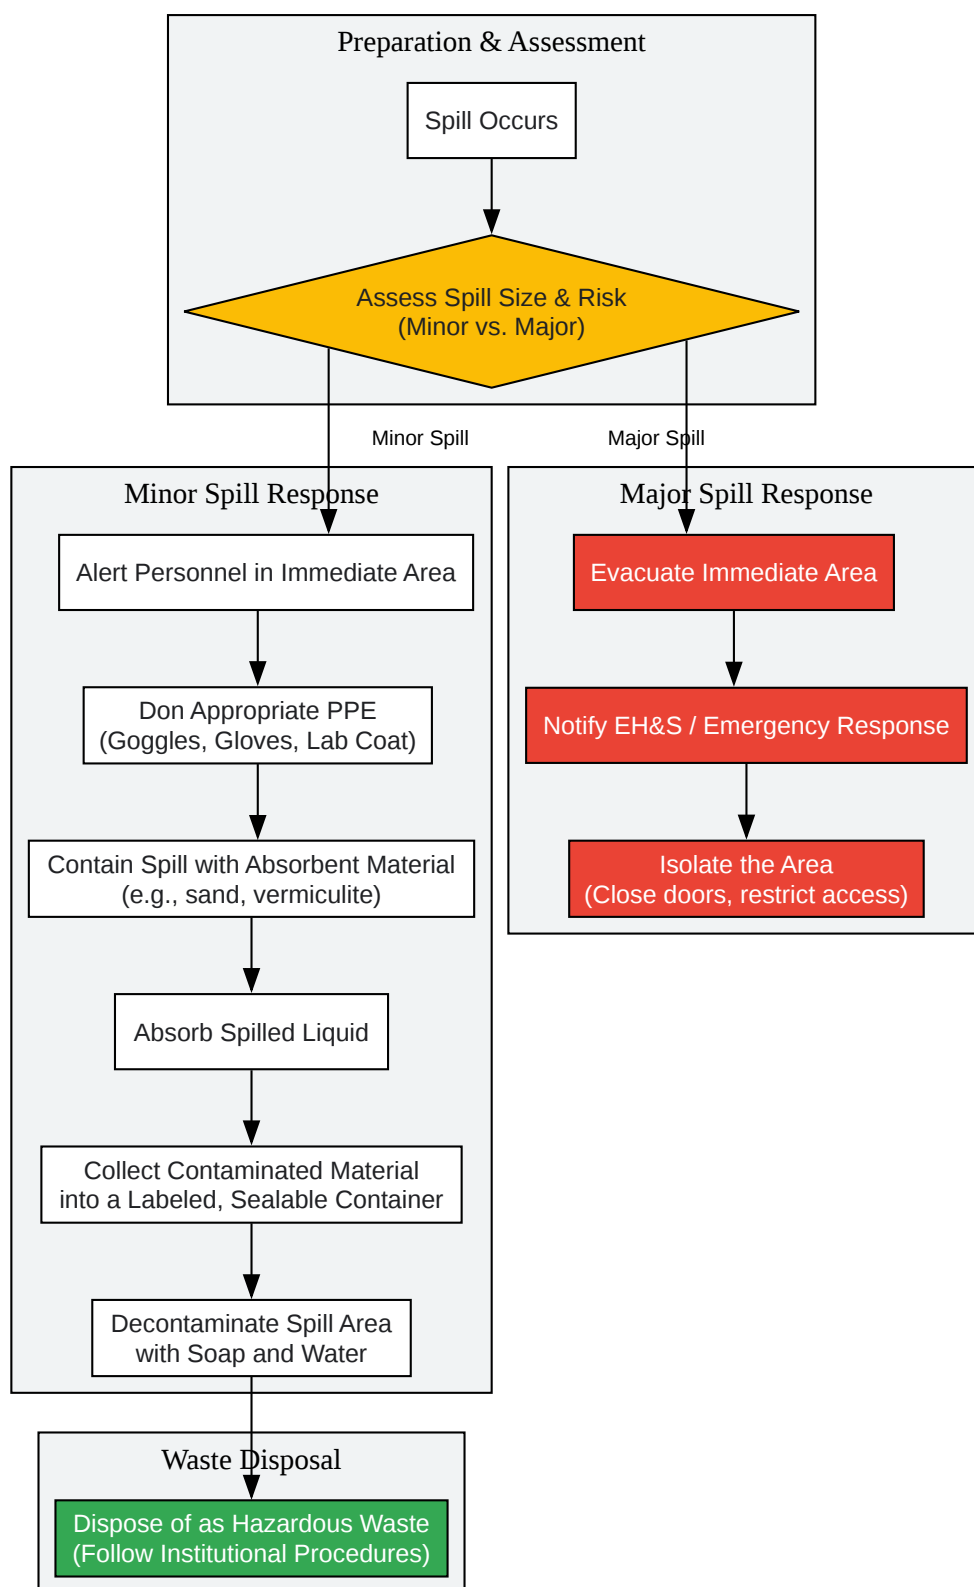 Preparation & Assessment
Spill Occurs
Assess Spill Size & Risk
(Minor vs. Major)
Minor Spill
Major Spill
Minor Spill Response
Alert Personnel in Immediate Area
Don Appropriate PPE
(Goggles, Gloves, Lab Coat)
Contain Spill with Absorbent Material
(e.g., sand, vermiculite)
Absorb Spilled Liquid
Collect Contaminated Material
into a Labeled, Sealable Container
Decontaminate Spill Area
with Soap and Water
Major Spill Response
Evacuate Immediate Area
Notify EH&S / Emergency Response
Isolate the Area
(Close doors, restrict access)
Waste Disposal
Dispose of as Hazardous Waste
(Follow Institutional Procedures)